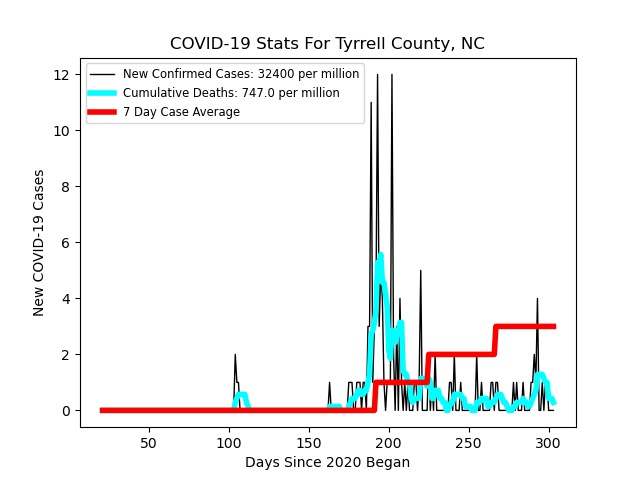 COVID-19 Stats For Tyrrell County, NC
New Confirmed Cases: 32400 per million
Cumulative Deaths: 747.0 per million
7 Day Case Average
12
10
8
6
4
2
0
New COVID-19 Cases
50 100 150 200 250 300
Days Since 2020 Began